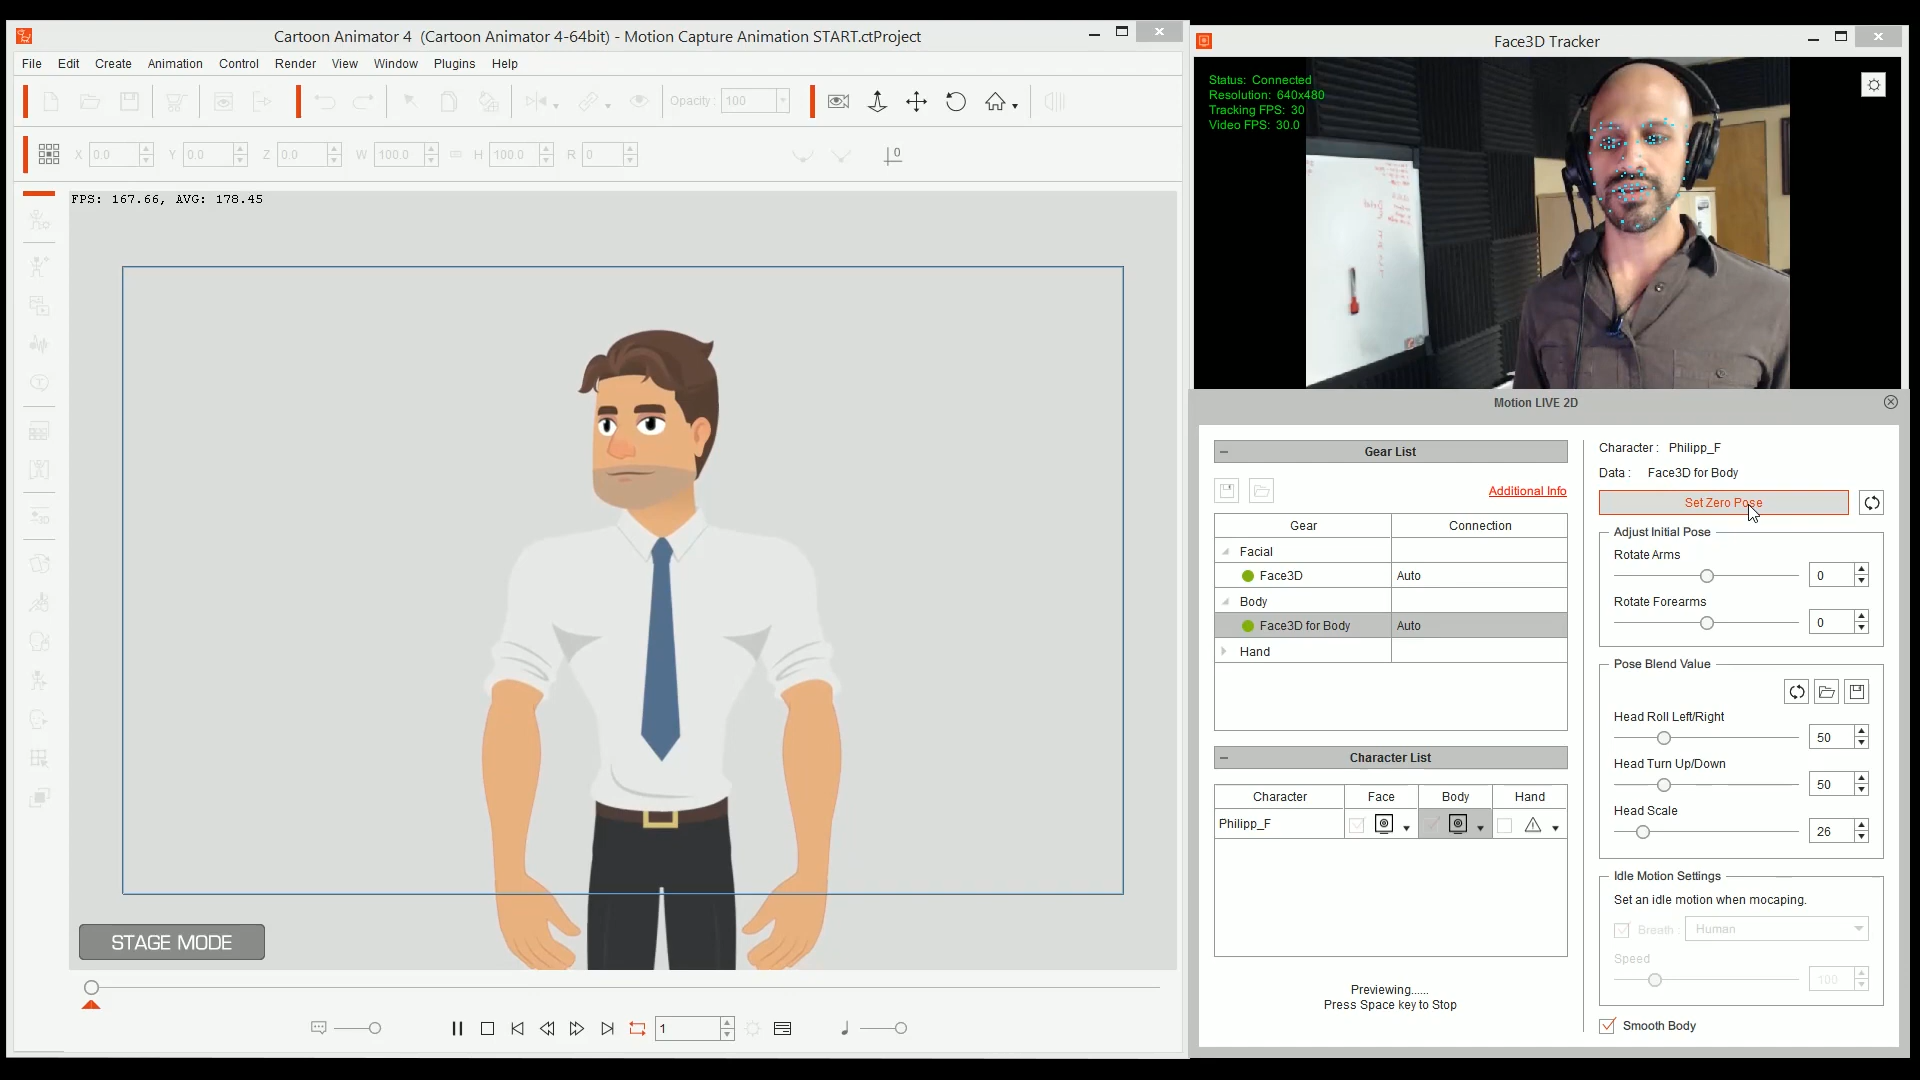 Cartoon Animator 4 (Cartoon Animator 4-64bit) - Motion Capture Animation START.ctProject
File Edit Create Animation Control Render View Window Plugins Help
Opacity : 100
X 0.0 Y 0.0 Z 0.0 W 100.0 H 100.0 R 0
0
FPS: 167.66, AVG: 178.45
STAGE MODE
1
Face3D Tracker
Status: Connected
Resolution: 640x480
Tracking FPS: 30
Video FPS: 30.0
Motion LIVE 2D
Gear List
Additional Info
Gear Connection
Facial
Face3D Auto
Body
Face3D for Body Auto
Hand
Character List
Character Face Body Hand
Philipp_F
Previewing......
Press Space key to Stop
Character : Philipp_F
Data : Face3D for Body
Set Zero Pose
Adjust Initial Pose
Rotate Arms
0
Rotate Forearms
0
Pose Blend Value
Head Roll Left/Right
50
Head Turn Up/Down
50
Head Scale
26
Idle Motion Settings
Set an idle motion when mocaping.
Breath : Human
Speed
100
Smooth Body